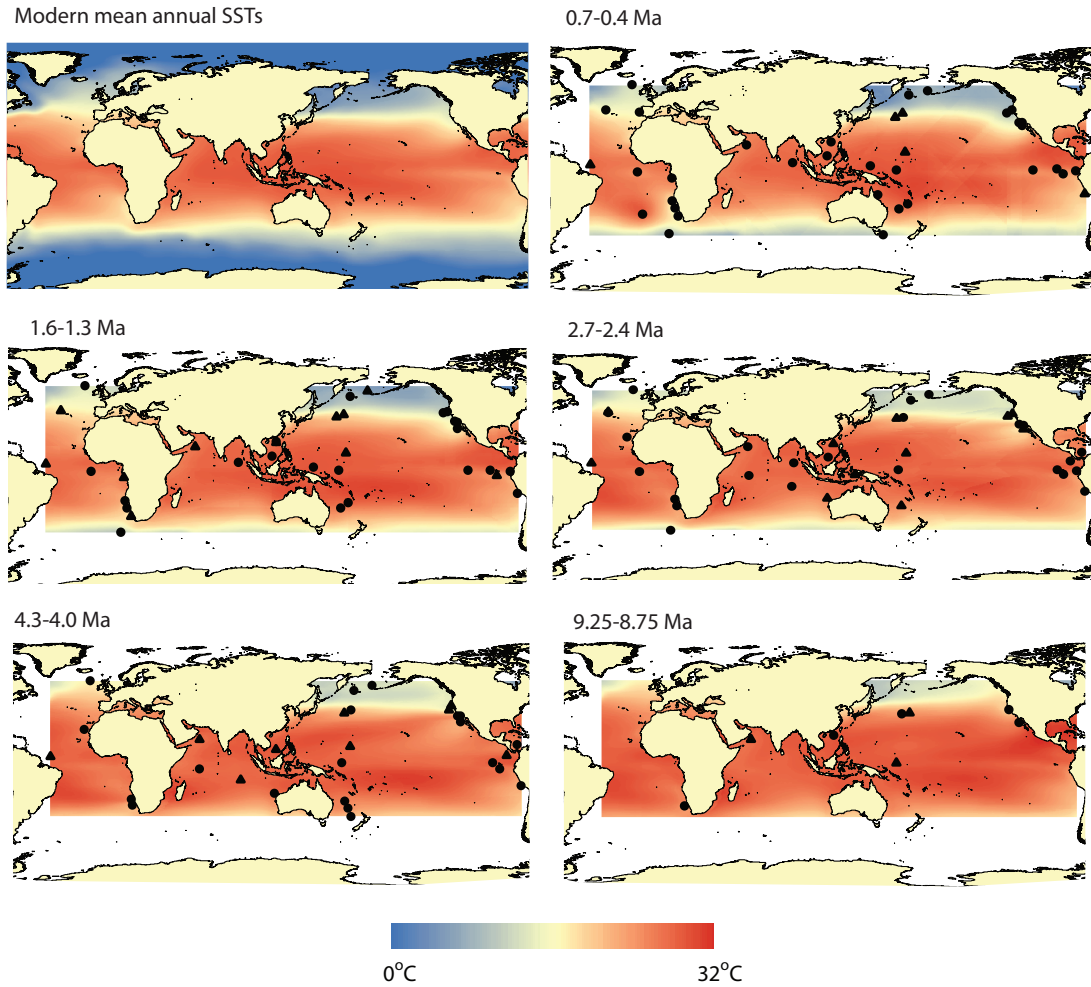 Modern mean annual SSTs
0.7-0.4 Ma
1.6-1.3 Ma
2.7-2.4 Ma
4.3-4.0 Ma
9.25-8.75 Ma
0°C
32°C